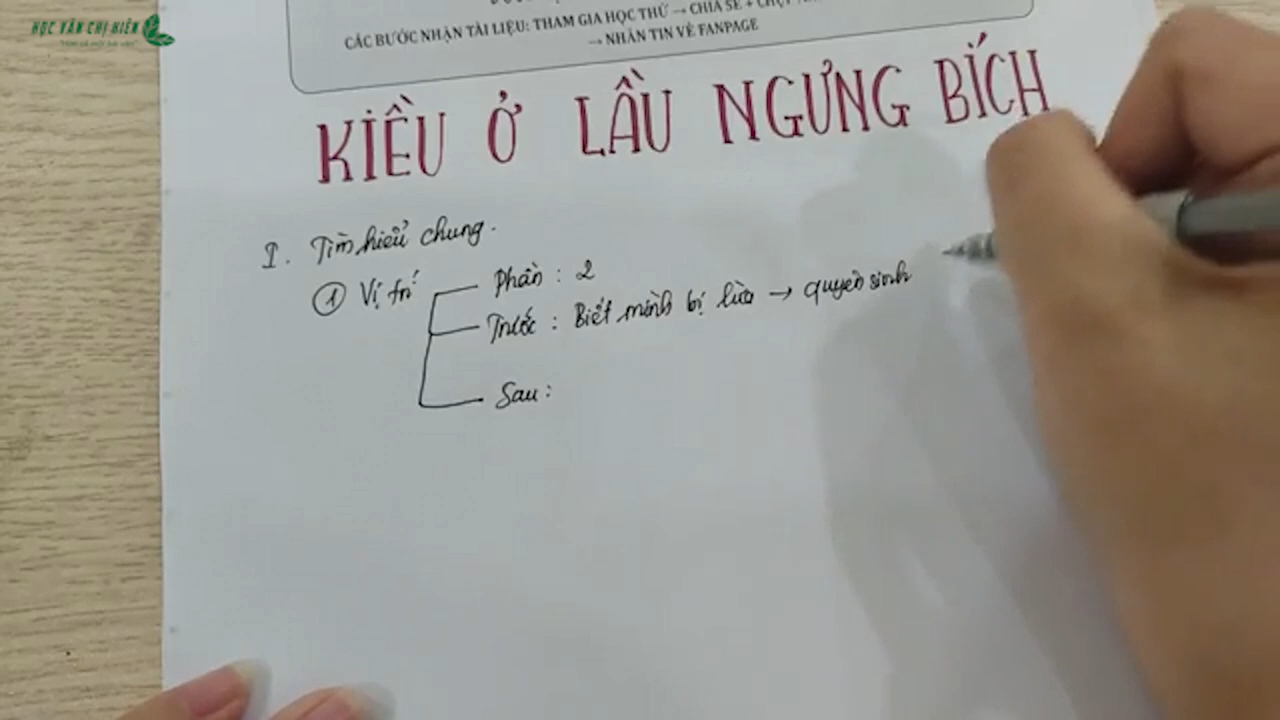 HỌC VĂN CHỊ HIÊN
CÁC BƯỚC NHẬN TÀI LIỆU: THAM GIA HỌC THỬ → CHIA SẺ +
→ NHẮN TIN VỀ FANPAGE
KIỀU Ở LẦU NGƯNG BÍCH
I. Tìm hiểu chung.
① Vị trí
Phần : 2
Trước : Biết mình bị lừa → quyên sinh
Sau :